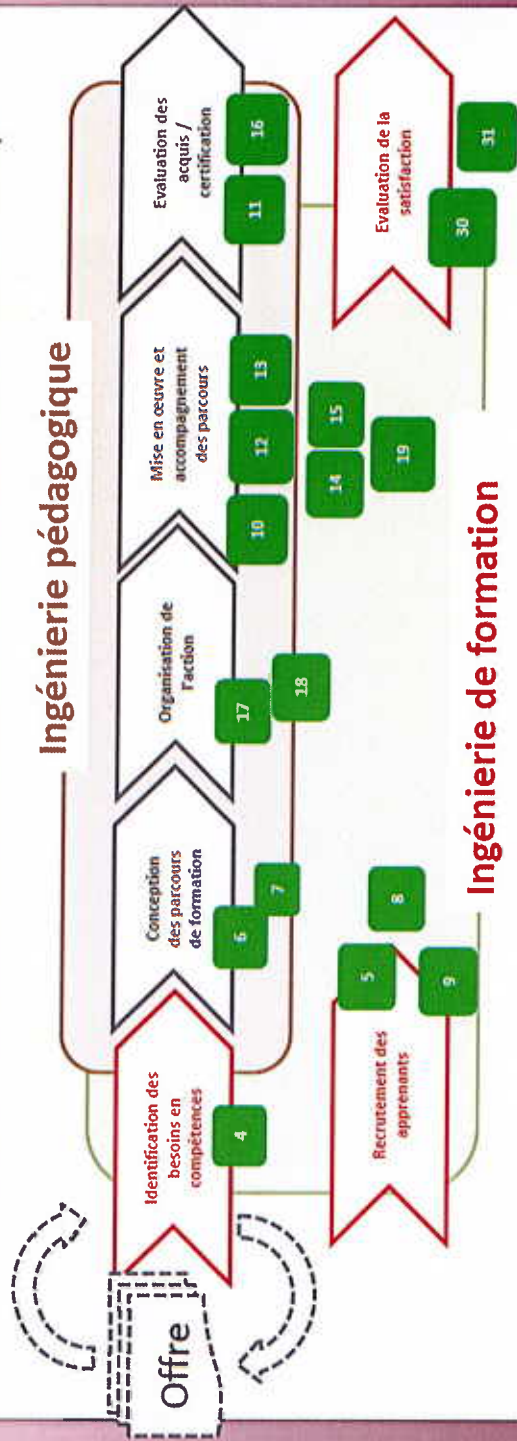 Ingénierie pédagogique
Offre
Identification des
besoins en
compétences
4
Conception
des parcours
de formation
6
7
Organisation de
l'action
17
18
Mise en œuvre et
accompagnement
des parcours
10
12
13
14
15
19
Evaluation des
acquis /
certification
11
16
Recrutement des
apprenants
5
8
9
Evaluation de la
satisfaction
30
31
Ingénierie de formation